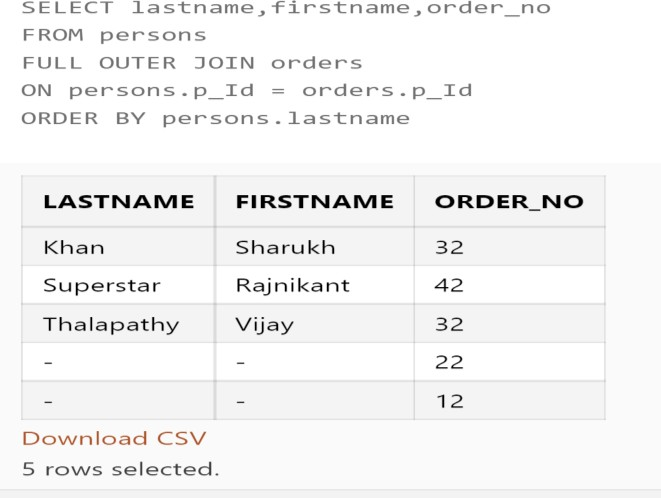 SELECT lastname,firstname,order_no
FROM persons
FULL OUTER JOIN orders
ON persons.p_Id = orders.p_Id
ORDER BY persons.lastname
LASTNAME FIRSTNAME ORDER_NO
Khan Sharukh 32
Superstar Rajnikant 42
Thalapathy Vijay 32
- - 22
- - 12
Download CSV
5 rows selected.